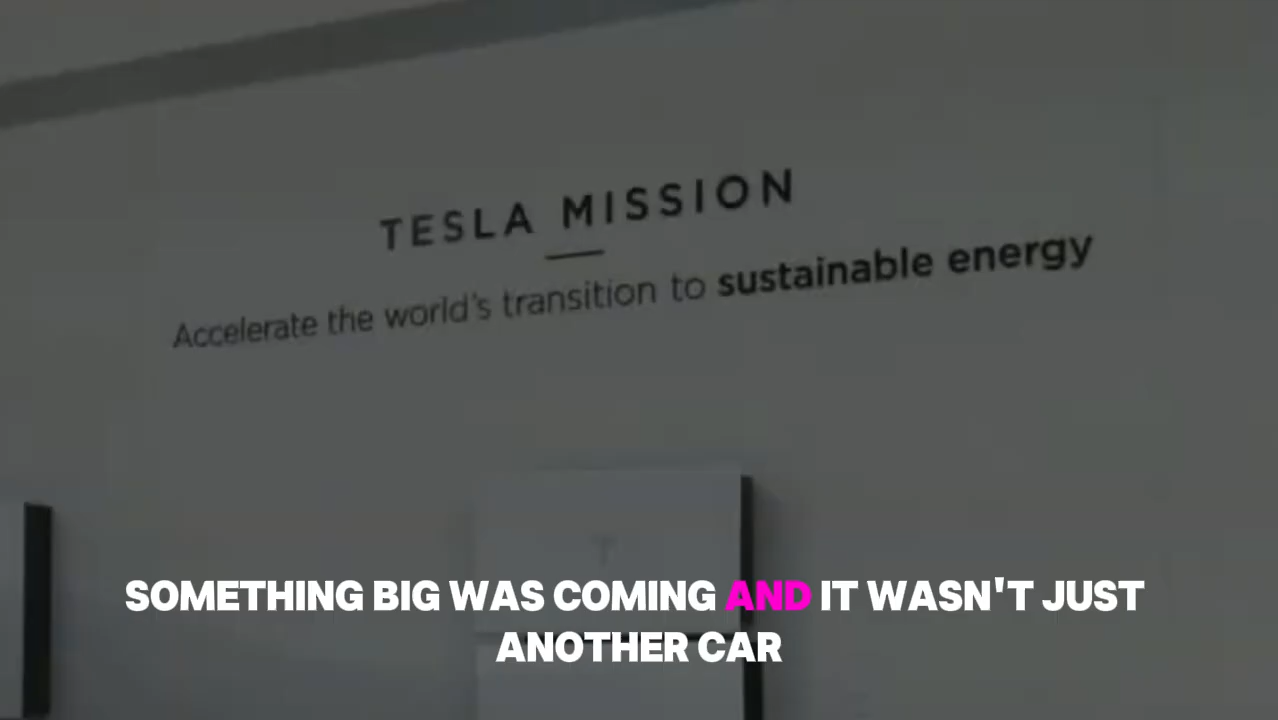 TESLA MISSION
Accelerate the world's transition to sustainable energy
SOMETHING BIG WAS COMING AND IT WASN'T JUST
ANOTHER CAR